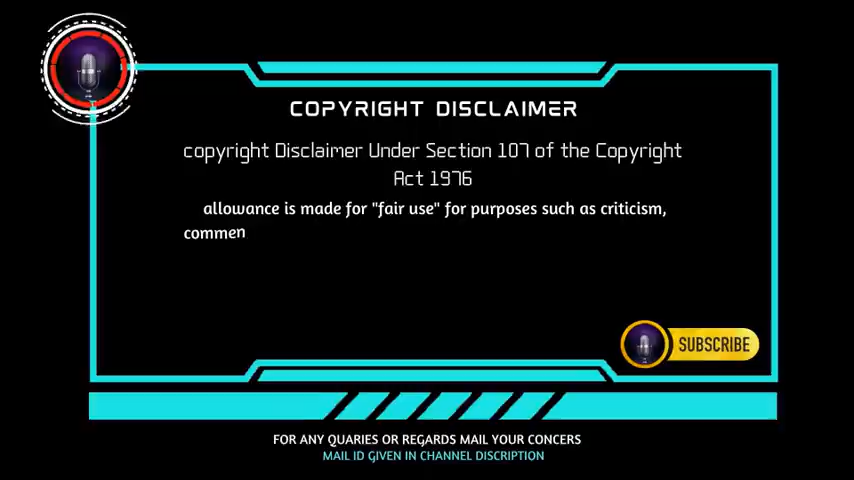 COPYRIGHT DISCLAIMER
copyright Disclaimer Under Section 107 of the Copyright
Act 1976
allowance is made for "fair use" for purposes such as criticism,
commen
SUBSCRIBE
FOR ANY QUARIES OR REGARDS MAIL YOUR CONCERS
MAIL ID GIVEN IN CHANNEL DISCRIPTION